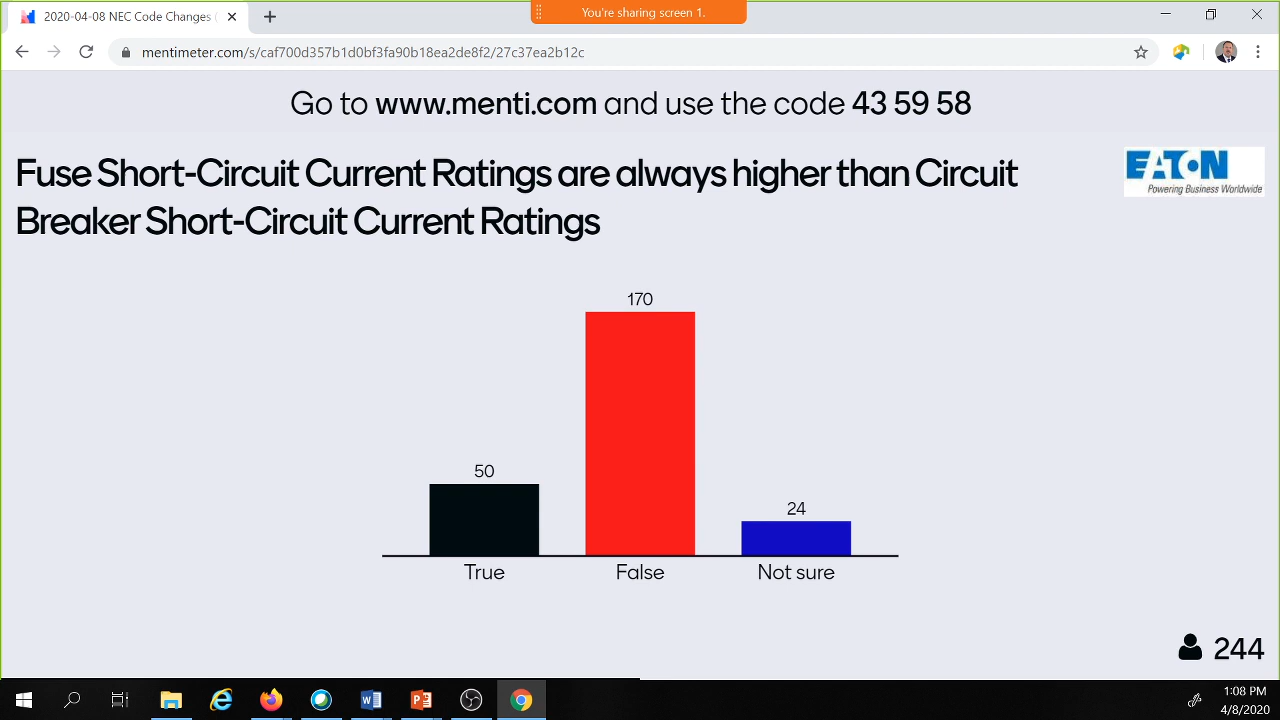 2020-04-08 NEC Code Changes (
You're sharing screen 1.
mentimeter.com/s/caf700d357b1d0bf3fa90b18ea2de8f2/27c37ea2b12c
Go to www.menti.com and use the code 43 59 58
Fuse Short-Circuit Current Ratings are always higher than Circuit
Breaker Short-Circuit Current Ratings
EATON
Powering Business Worldwide
170
50
24
True False Not sure
244
1:08 PM
4/8/2020